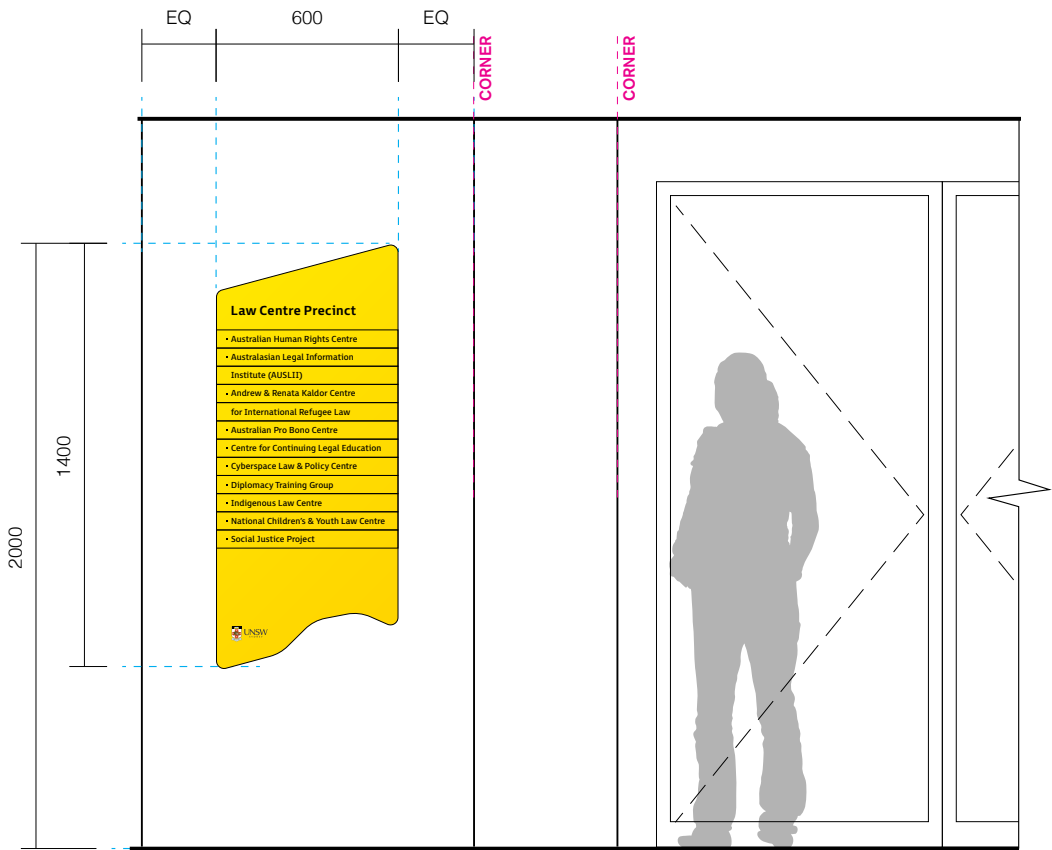 EQ 600 EQ
CORNER
CORNER
Law Centre Precinct
• Australian Human Rights Centre
• Australasian Legal Information
Institute (AUSLII)
• Andrew & Renata Kaldor Centre
for International Refugee Law
• Australian Pro Bono Centre
• Centre for Continuing Legal Education
• Cyberspace Law & Policy Centre
• Diplomacy Training Group
• Indigenous Law Centre
• National Children's & Youth Law Centre
• Social Justice Project
1400
2000
UNSW